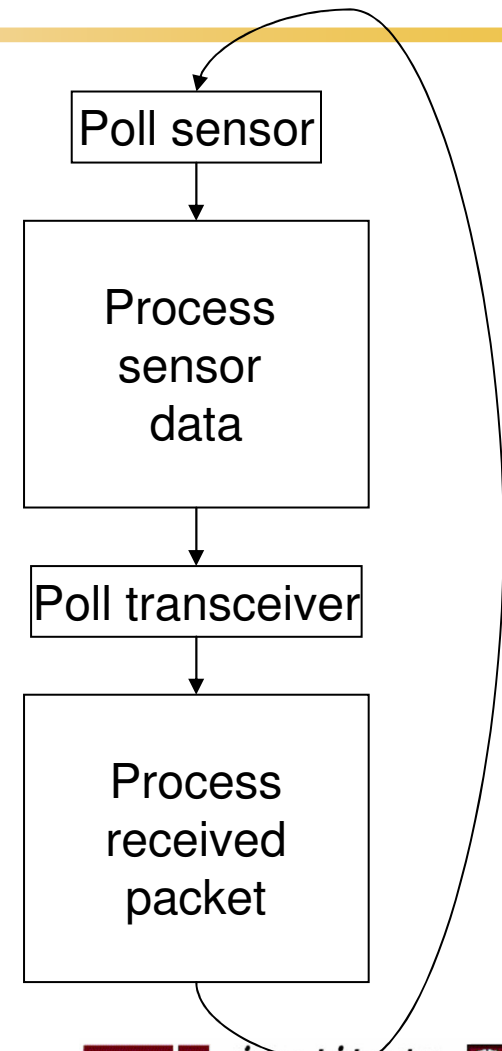 Poll sensor
Process
sensor
data
Poll transceiver
Process
received
packet